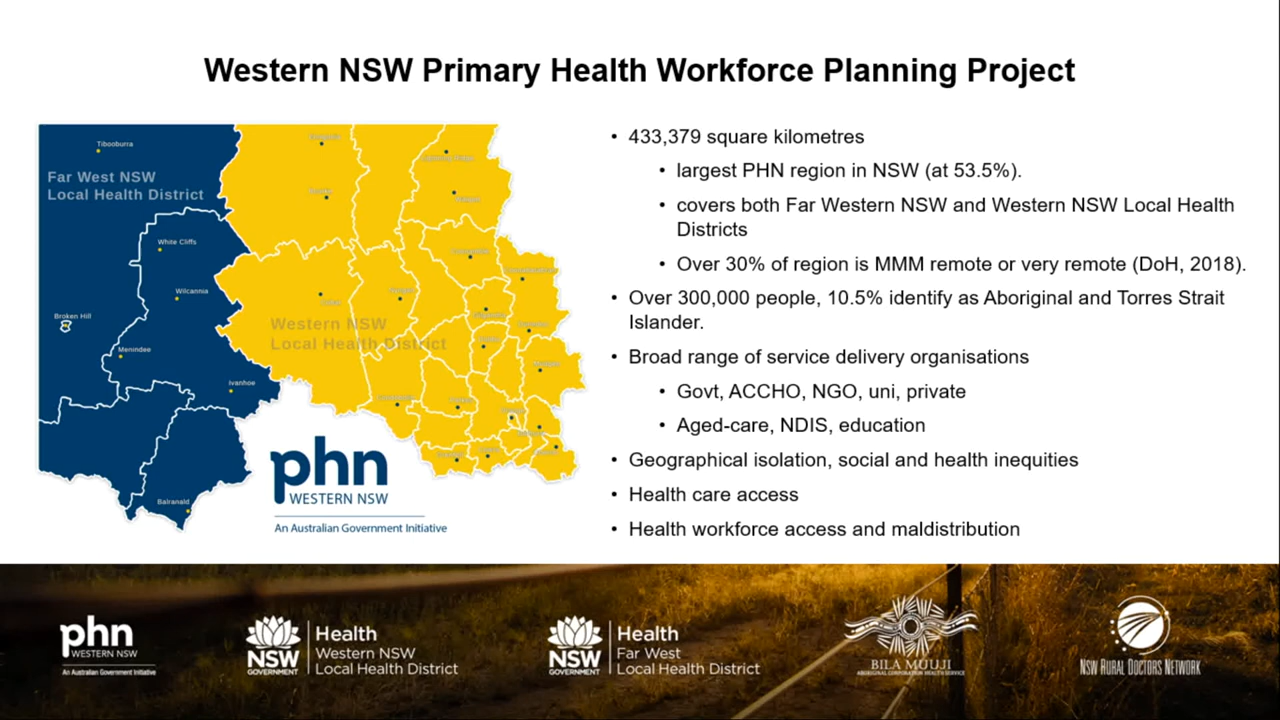 Western NSW Primary Health Workforce Planning Project
Tibooburra
Far West NSW
Local Health District
White Cliffs
Wilcannia
Broken Hill
Menindee
Ivanhoe
Balranald
Western NSW
Local Health District
phn
WESTERN NSW
An Australian Government Initiative
• 433,379 square kilometres
• largest PHN region in NSW (at 53.5%).
• covers both Far Western NSW and Western NSW Local Health
Districts
• Over 30% of region is MMM remote or very remote (DoH, 2018).
• Over 300,000 people, 10.5% identify as Aboriginal and Torres Strait
Islander.
• Broad range of service delivery organisations
• Govt, ACCHO, NGO, uni, private
• Aged-care, NDIS, education
• Geographical isolation, social and health inequities
• Health care access
• Health workforce access and maldistribution
phn
WESTERN NSW
An Australian Government Initiative
NSW
GOVERNMENT
Health
Western NSW
Local Health District
NSW
GOVERNMENT
Health
Far West
Local Health District
BILA MUUJI
ABORIGINAL CORPORATION HEALTH SERVICE
NSW RURAL DOCTORS NETWORK